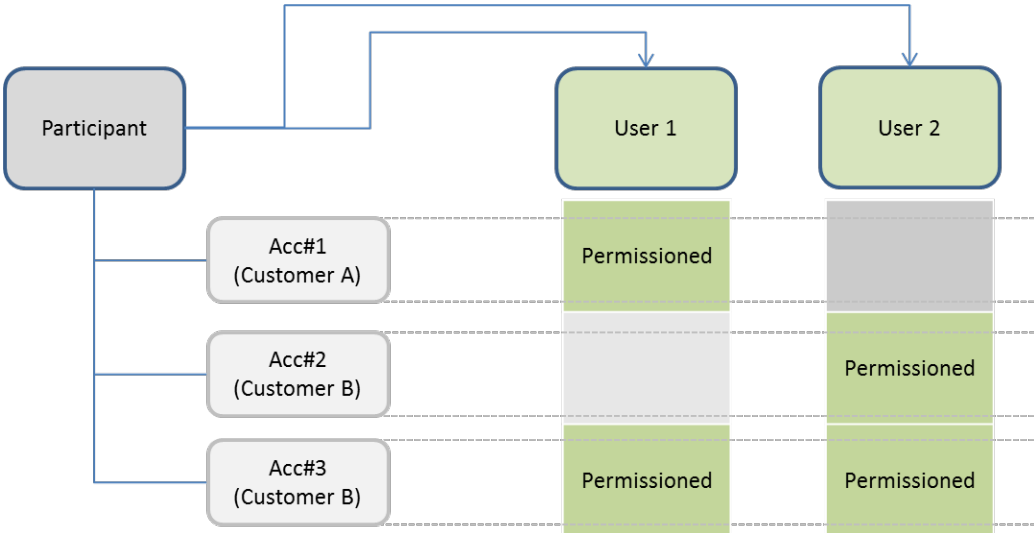 Participant
User 1
User 2
Acc#1
(Customer A)
Permissioned
Acc#2
(Customer B)
Permissioned
Acc#3
(Customer B)
Permissioned
Permissioned